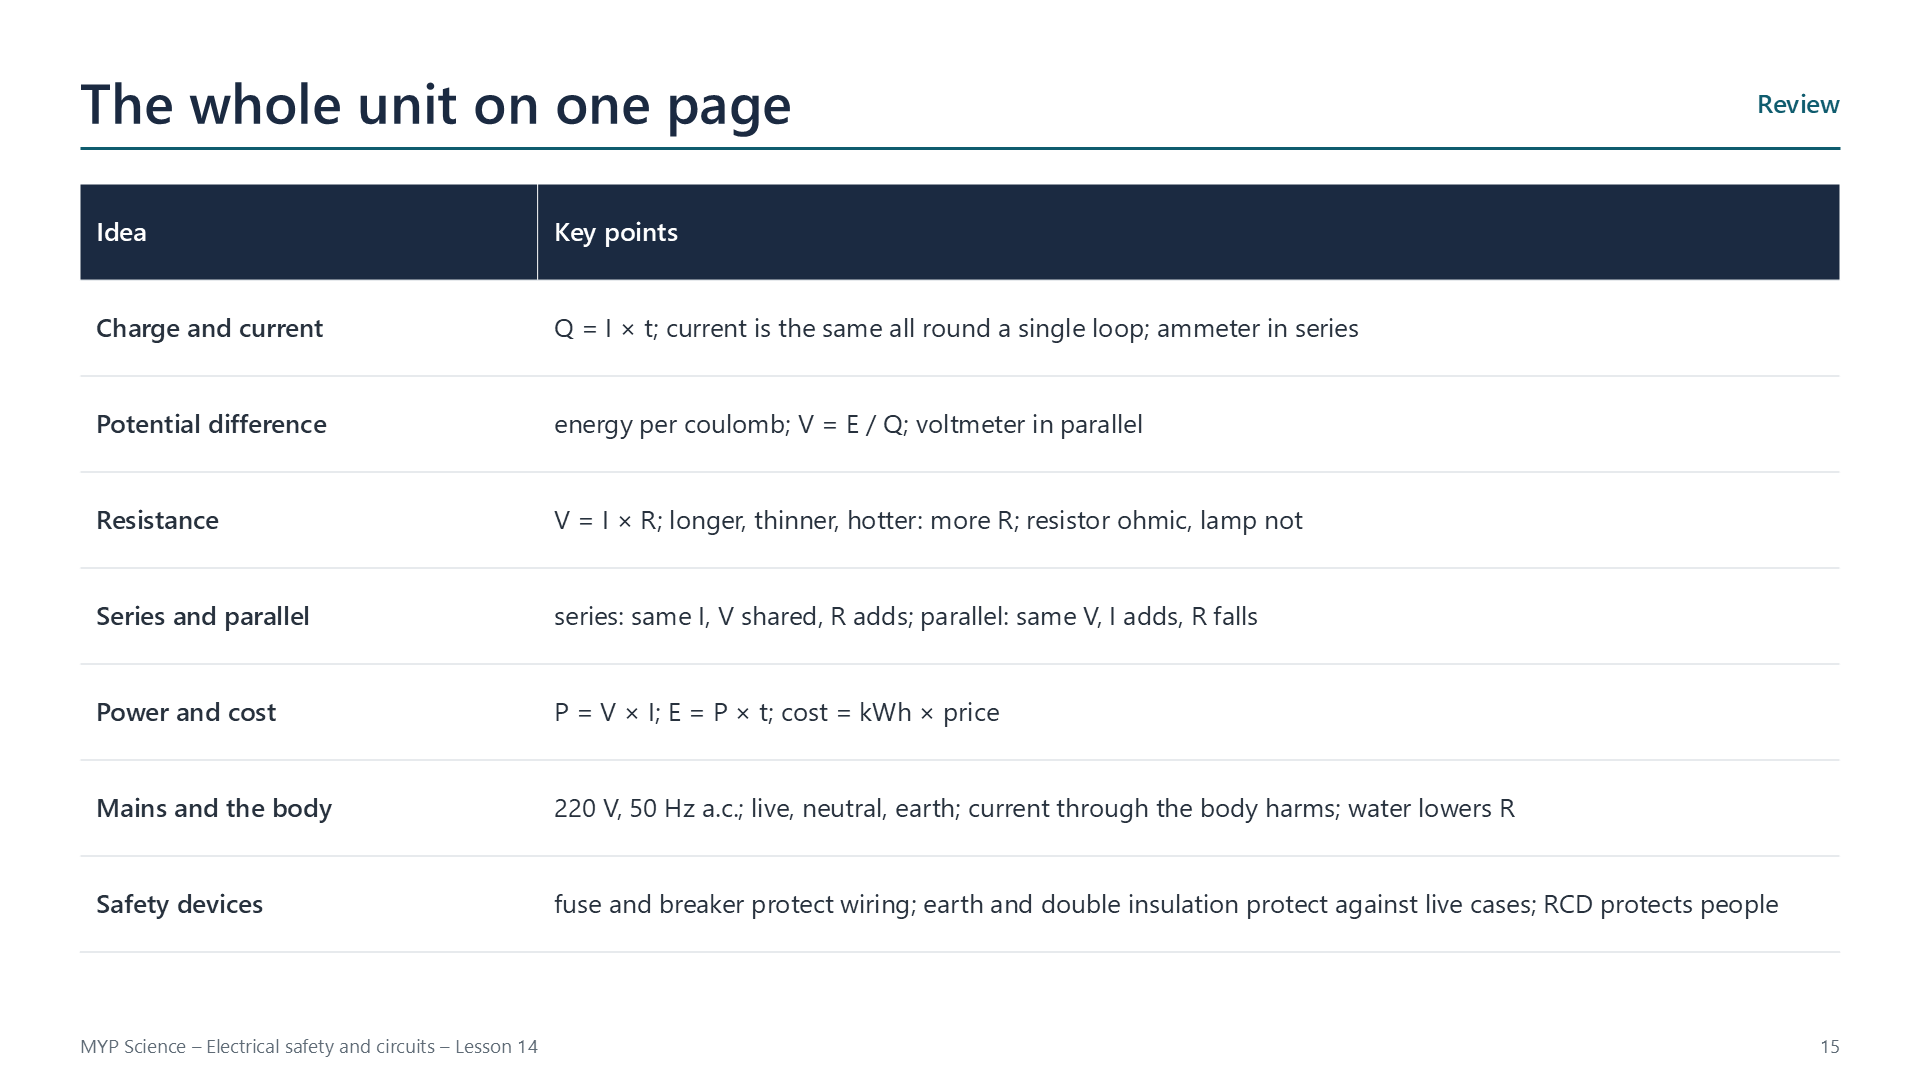 The whole unit on one page
Review
Idea
Key points
Charge and current
Q = I × t; current is the same all round a single loop; ammeter in series
Potential difference
energy per coulomb; V = E / Q; voltmeter in parallel
Resistance
V = I × R; longer, thinner, hotter: more R; resistor ohmic, lamp not
Series and parallel
series: same I, V shared, R adds; parallel: same V, I adds, R falls
Power and cost
P = V × I; E = P × t; cost = kWh × price
Mains and the body
220 V, 50 Hz a.c.; live, neutral, earth; current through the body harms; water lowers R
Safety devices
fuse and breaker protect wiring; earth and double insulation protect against live cases; RCD protects people
MYP Science – Electrical safety and circuits – Lesson 14
15